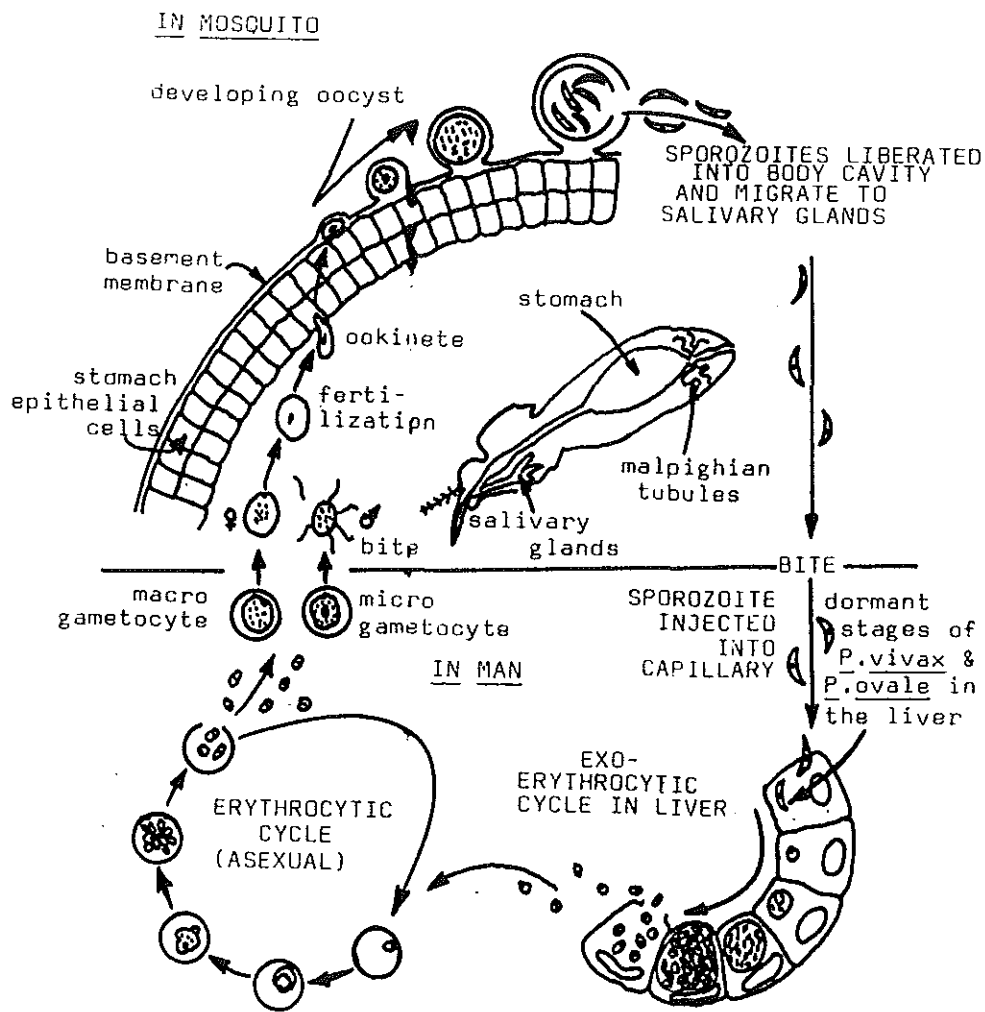 IN MOSQUITO
developing oocyst
SPOROZOITES LIBERATED
INTO BODY CAVITY
AND MIGRATE TO
SALIVARY GLANDS
basement
membrane
stomach
ookinete
stomach
epithelial
cells
ferti-
lization
malpighian
tubules
♀
♂
bite
salivary
glands
BITE
macro
gametocyte
micro
gametocyte
SPOROZOITE
INJECTED
INTO
CAPILLARY
dormant
stages of
P.vivax &
P.ovale in
the liver
IN MAN
EXO-
ERYTHROCYTIC
CYCLE IN LIVER
ERYTHROCYTIC
CYCLE
(ASEXUAL)